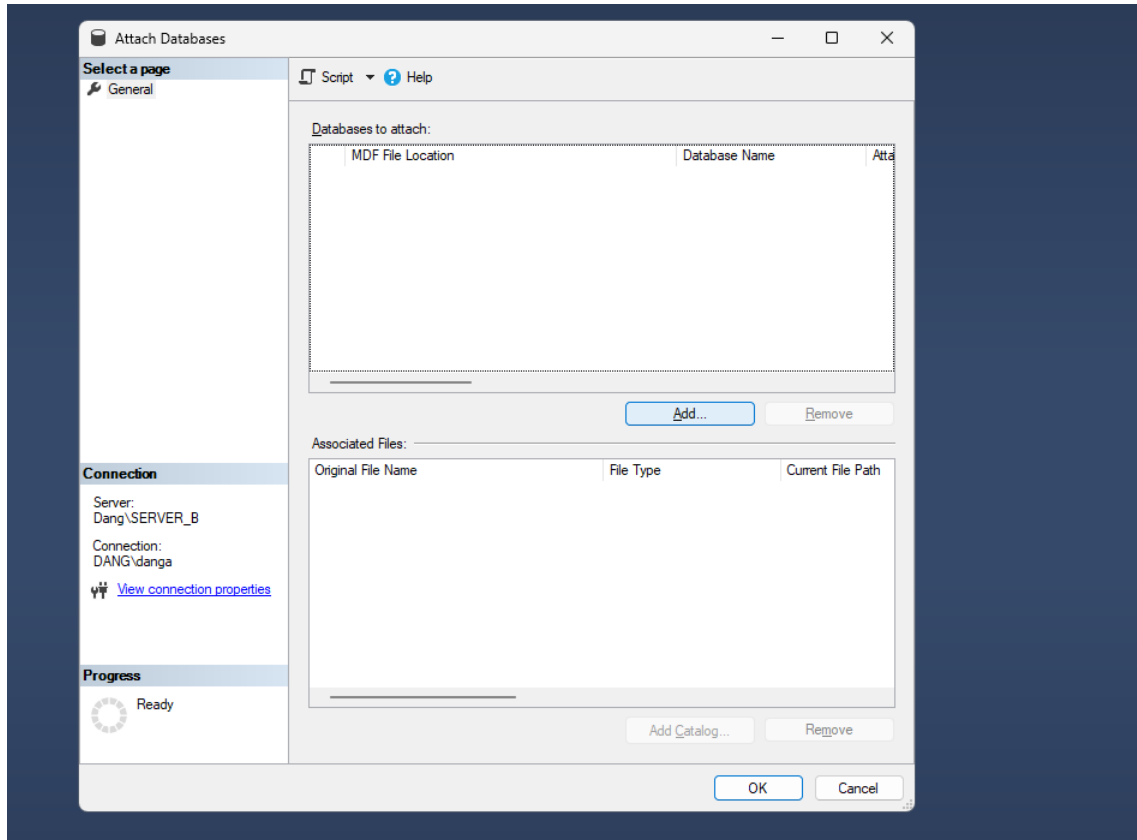 Attach Databases
Select a page
General
Script
Help
Databases to attach:
MDF File Location Database Name Atta
Add... Remove
Associated Files:
Original File Name File Type Current File Path
Connection
Server:
Dang\SERVER_B
Connection:
DANG\danga
View connection properties
Progress
Ready
Add Catalog... Remove
OK Cancel